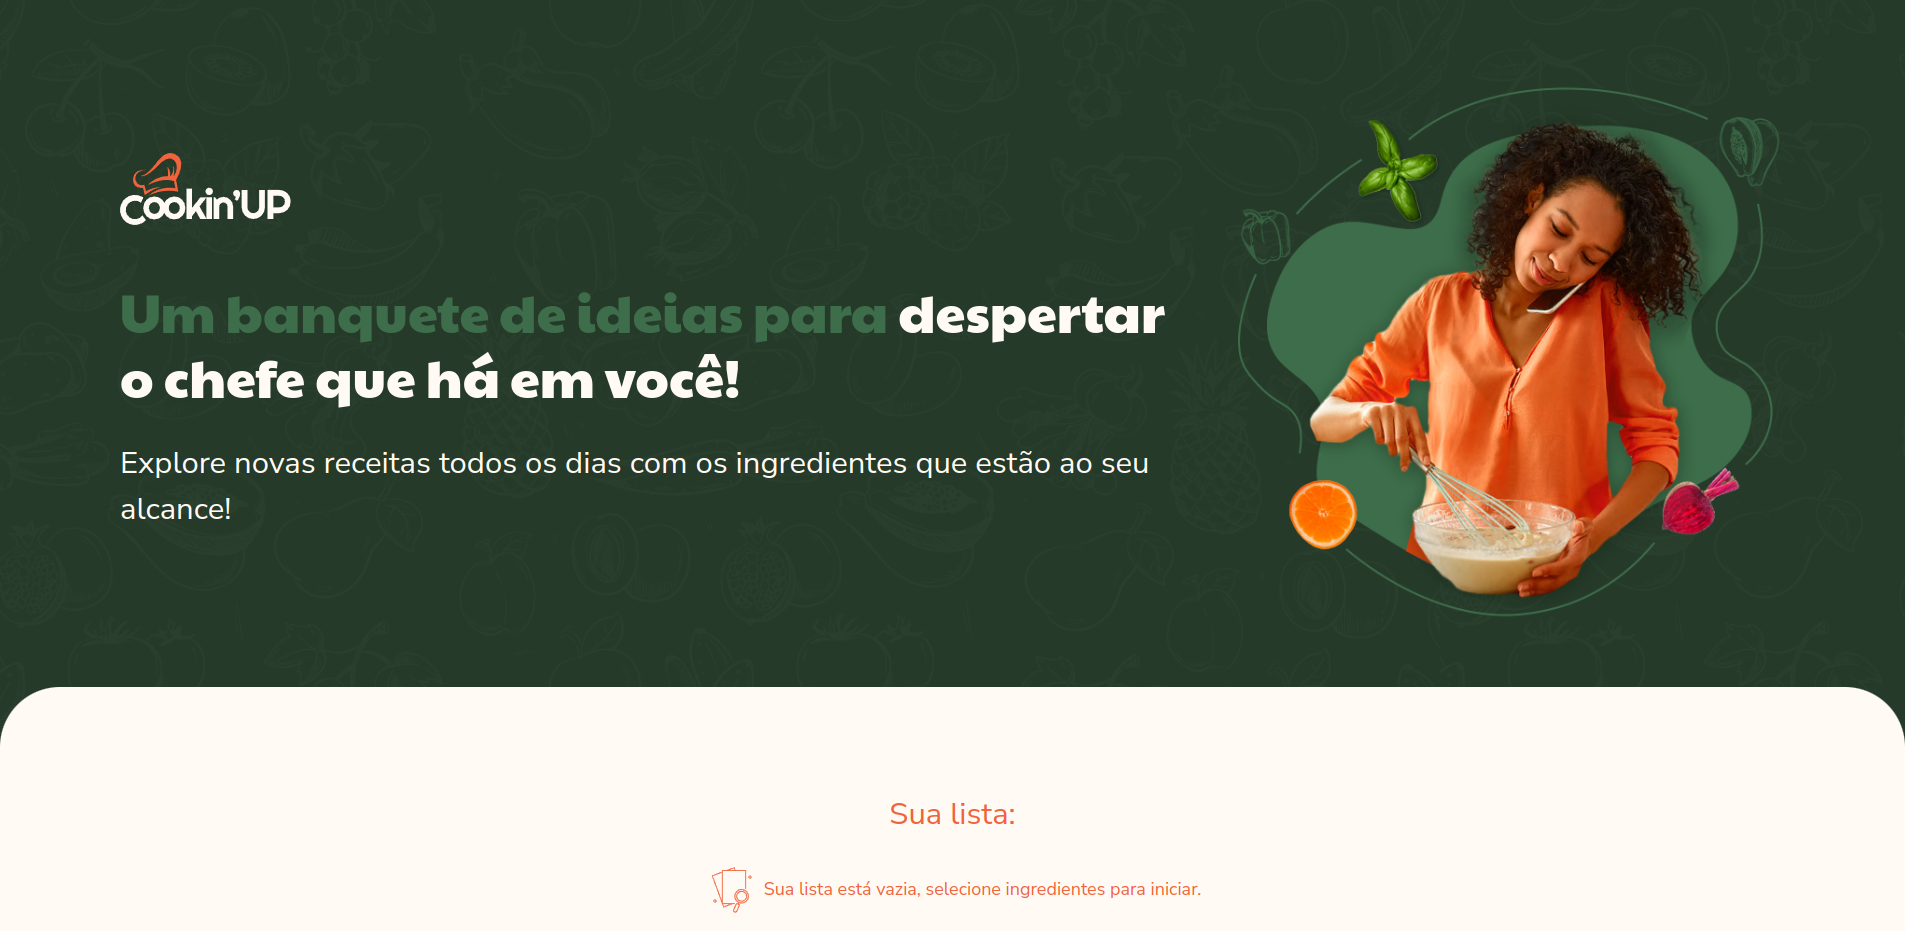 Cookin'UP
Um banquete de ideias para despertar
o chefe que há em você!
Explore novas receitas todos os dias com os ingredientes que estão ao seu
alcance!
Sua lista:
Sua lista está vazia, selecione ingredientes para iniciar.